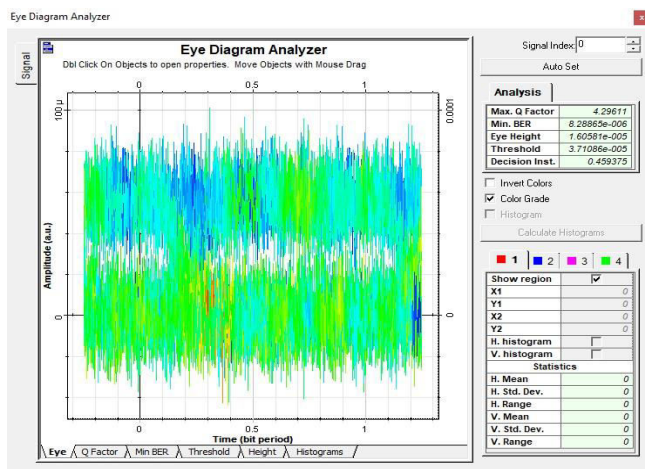 Eye Diagram Analyzer
x
Signal
Eye Diagram Analyzer
Dbl Click On Objects to open properties. Move Objects with Mouse Drag
0 0.5 1
100 µ
0
Amplitude (a.u.)
0.0001
0
0 0.5 1
Time (bit period)
Eye Q Factor Min BER Threshold Height Histograms
Signal Index: 0
Auto Set
Analysis
Max. Q Factor 4.29611
Min. BER 8.28865e-006
Eye Height 1.60581e-005
Threshold 3.71086e-005
Decision Inst. 0.459375
Invert Colors
Color Grade
Histogram
Calculate Histograms
1 2 3 4
Show region
X1 0
Y1 0
X2 0
Y2 0
H. histogram
V. histogram
Statistics
H. Mean 0
H. Std. Dev. 0
H. Range 0
V. Mean 0
V. Std. Dev. 0
V. Range 0